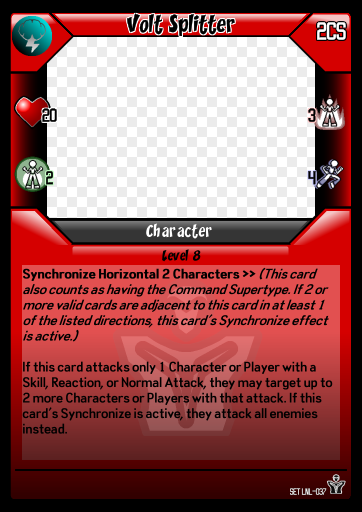 Volt Splitter
2CS
20
3
2
4
Character
Level 8
Synchronize Horizontal 2 Characters >> (This card
also counts as having the Command Supertype. If 2 or
more valid cards are adjacent to this card in at least 1
of the listed directions, this card's Synchronize effect
is active.)
If this card attacks only 1 Character or Player with a
Skill, Reaction, or Normal Attack, they may target up to
2 more Characters or Players with that attack. If this
card's Synchronize is active, they attack all enemies
instead.
SET LNL-037